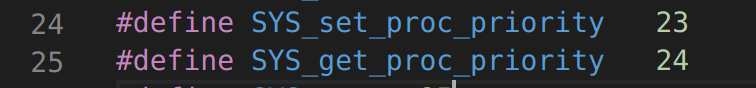 24 #define SYS_set_proc_priority 23
25 #define SYS_get_proc_priority 24